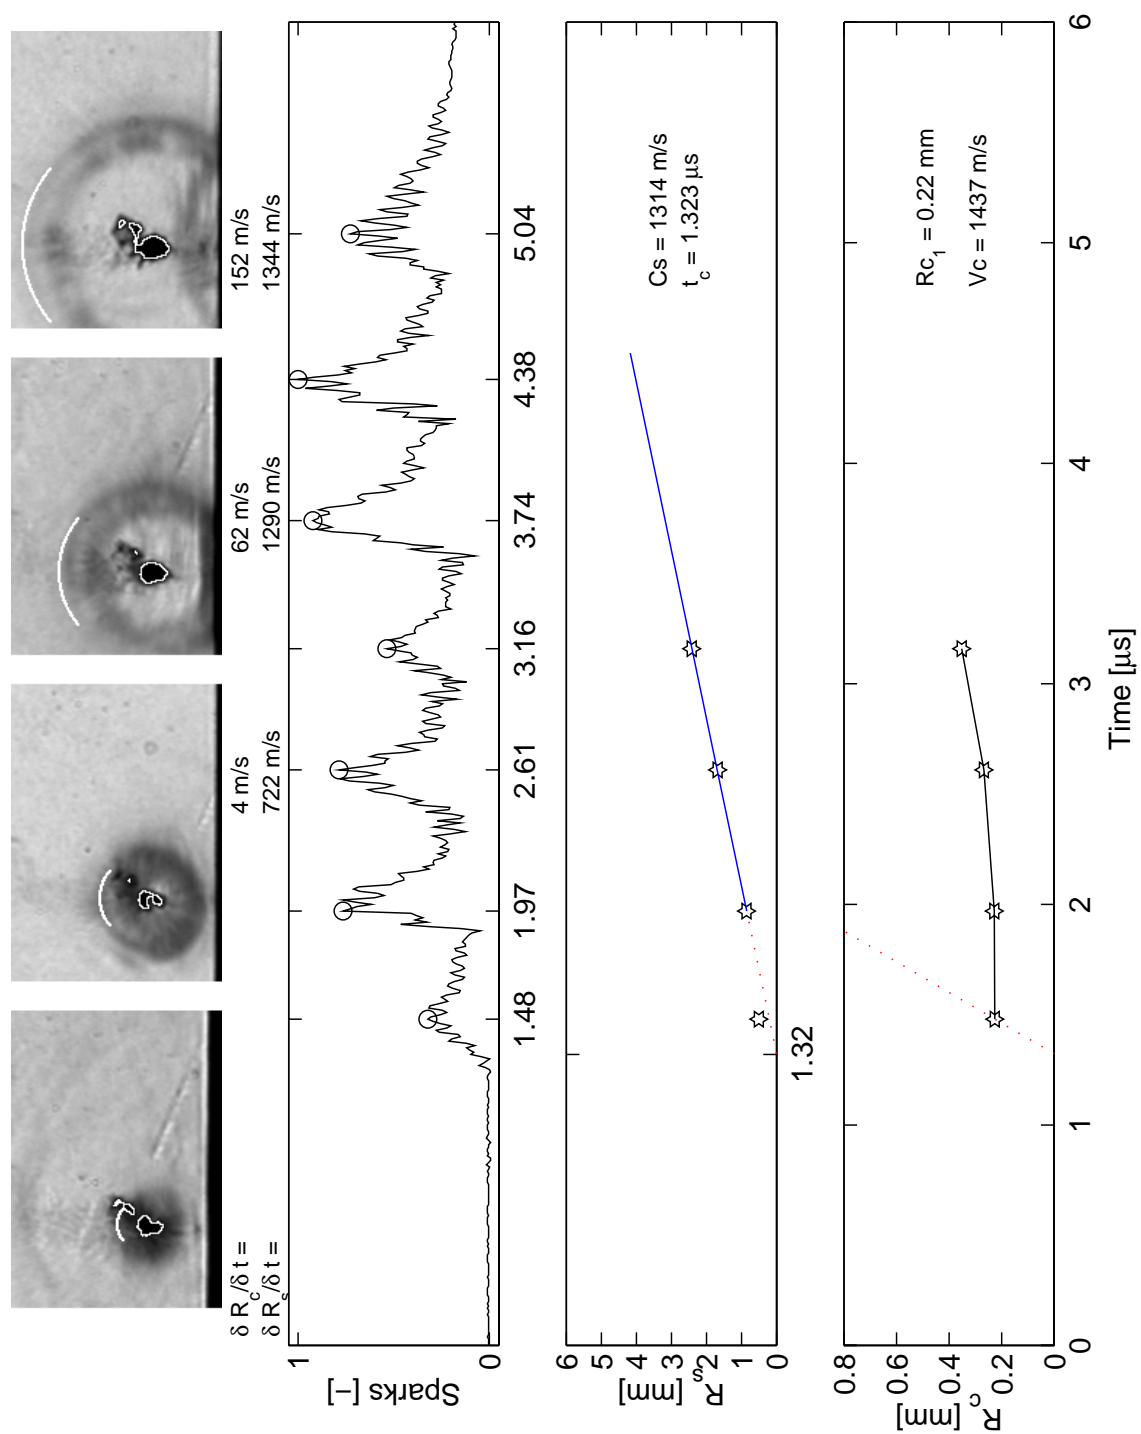 δ R_c/δ t = 4 m/s 62 m/s 152 m/s
δ R_s/δ t = 722 m/s 1290 m/s 1344 m/s
Sparks [−]
1
0
1.48 1.97 2.61 3.16 3.74 4.38 5.04
R_s [mm]
6
5
4
3
2
1
0
Cs = 1314 m/s
t_c = 1.323 μs
1.32
R_C [mm]
0.8
0.6
0.4
0.2
0
Rc_1 = 0.22 mm
Vc = 1437 m/s
0 1 2 3 4 5 6
Time [μs]